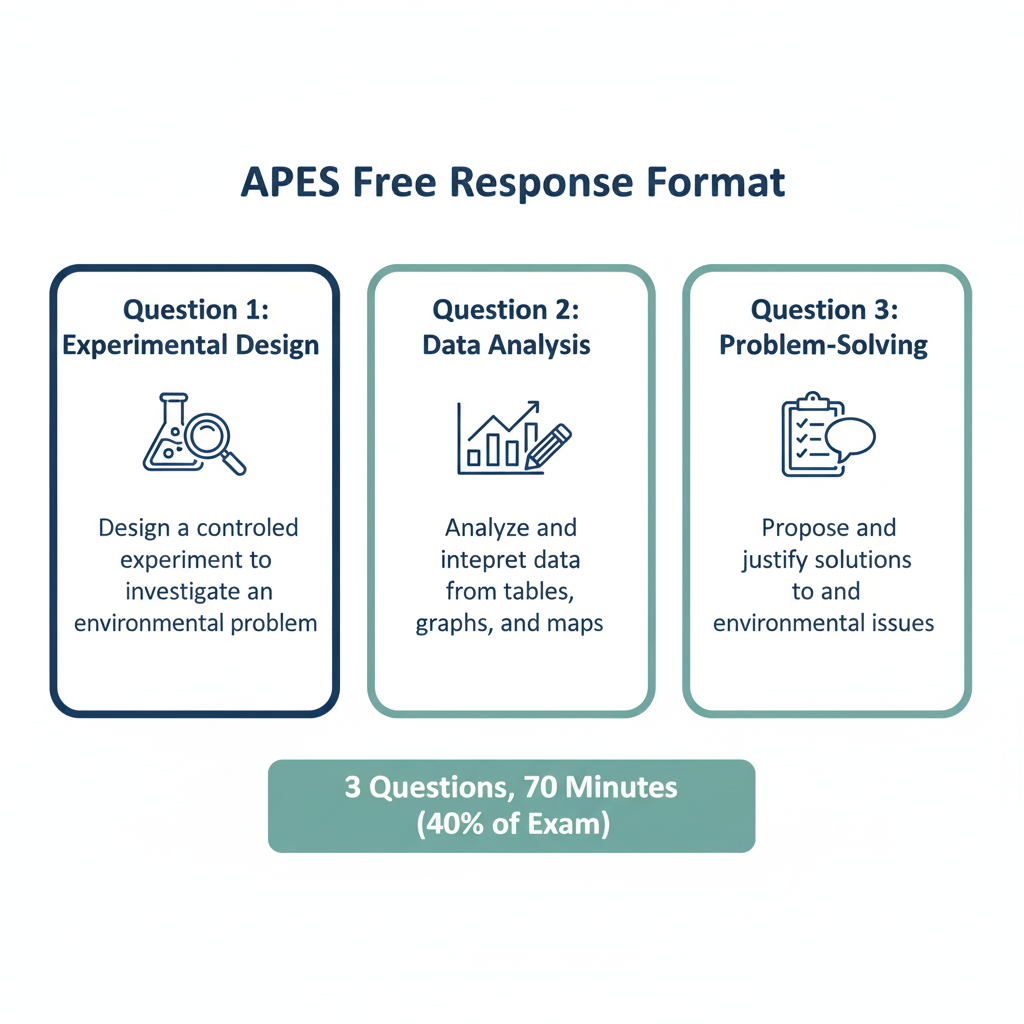 APES Free Response Format
Question 1:
Experimental Design
Design a controled
experiment to
investigate an
environmental problem
Question 2:
Data Analysis
Analyze and
intepret data
from tables,
graphs, and maps
Question 3:
Problem-Solving
Propose and
justify solutions
to and
environmental issues
3 Questions, 70 Minutes
(40% of Exam)